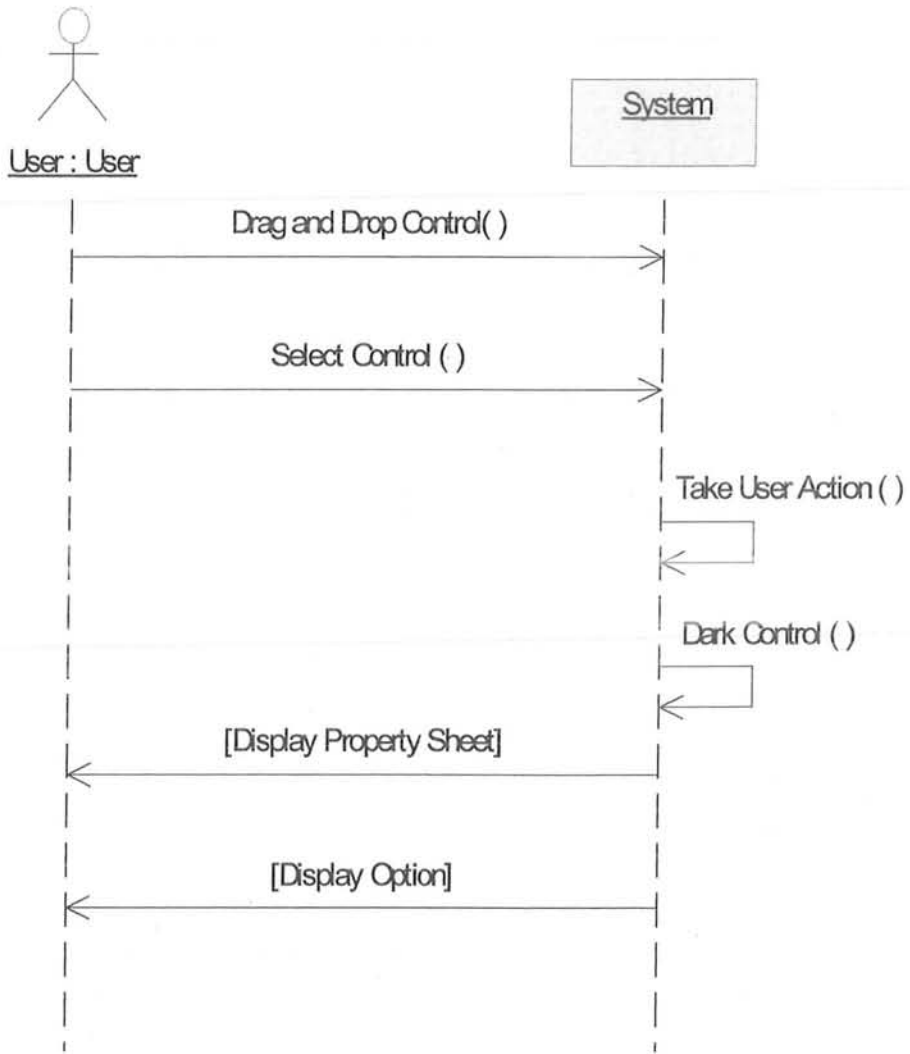 System
User : User
Drag and Drop Control( )
Select Control ( )
Take User Action ( )
Dark Control ( )
[Display Property Sheet]
[Display Option]